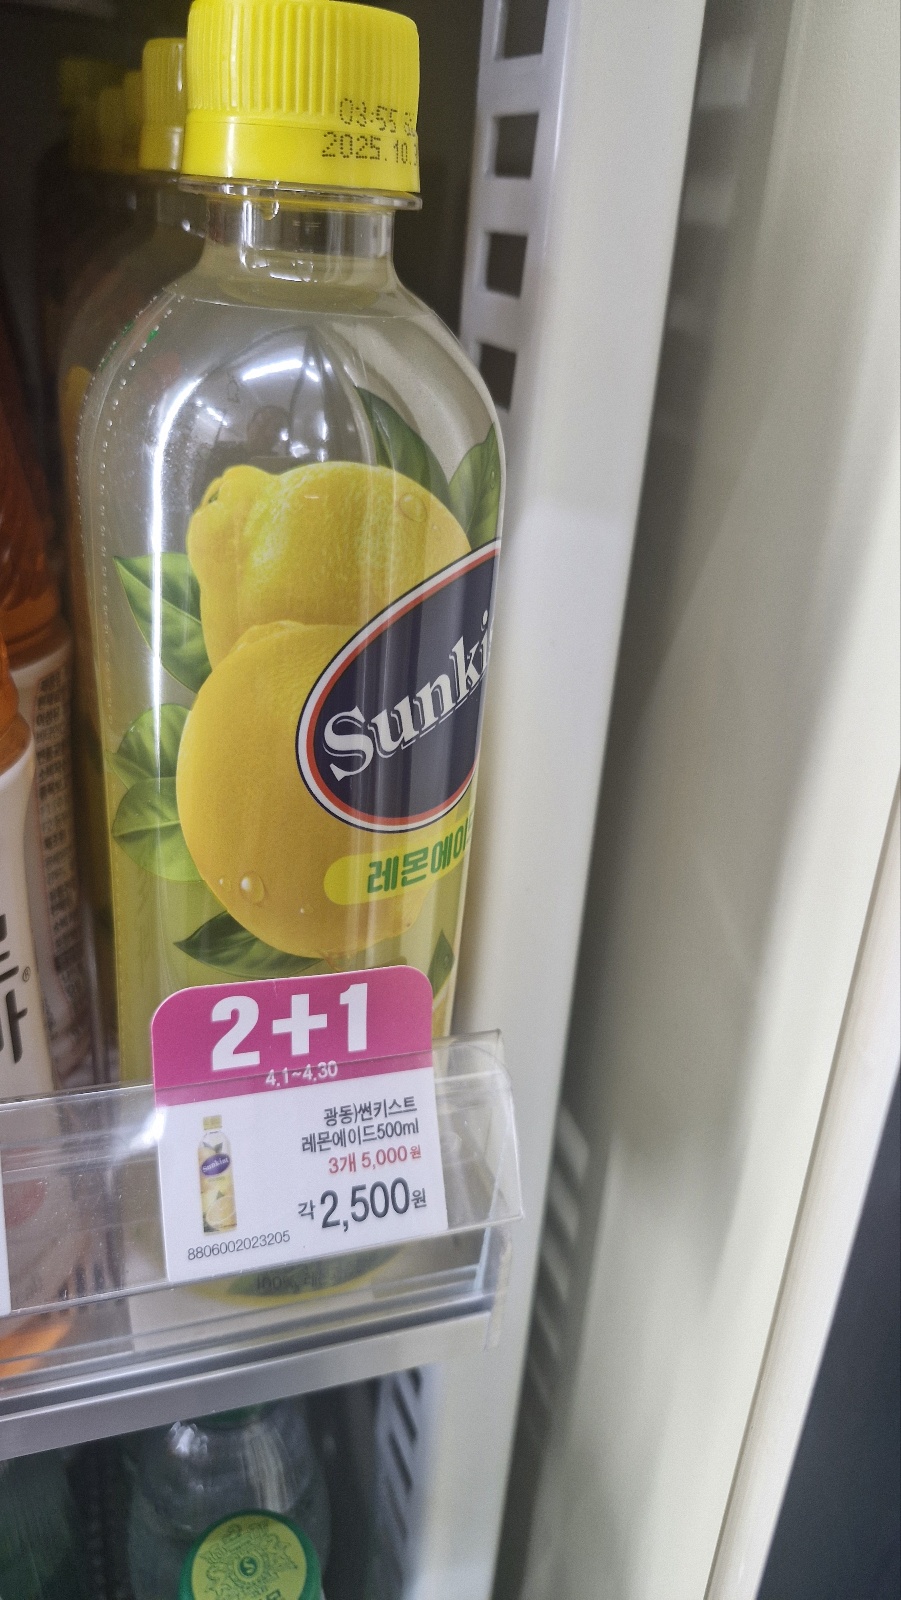 08:55
2025.10.
Sunki
레몬에이
2+1
4.1~4.30
광동)썬키스트
레몬에이드500ml
3개 5,000원
각 2,500원
8806002023205
100%